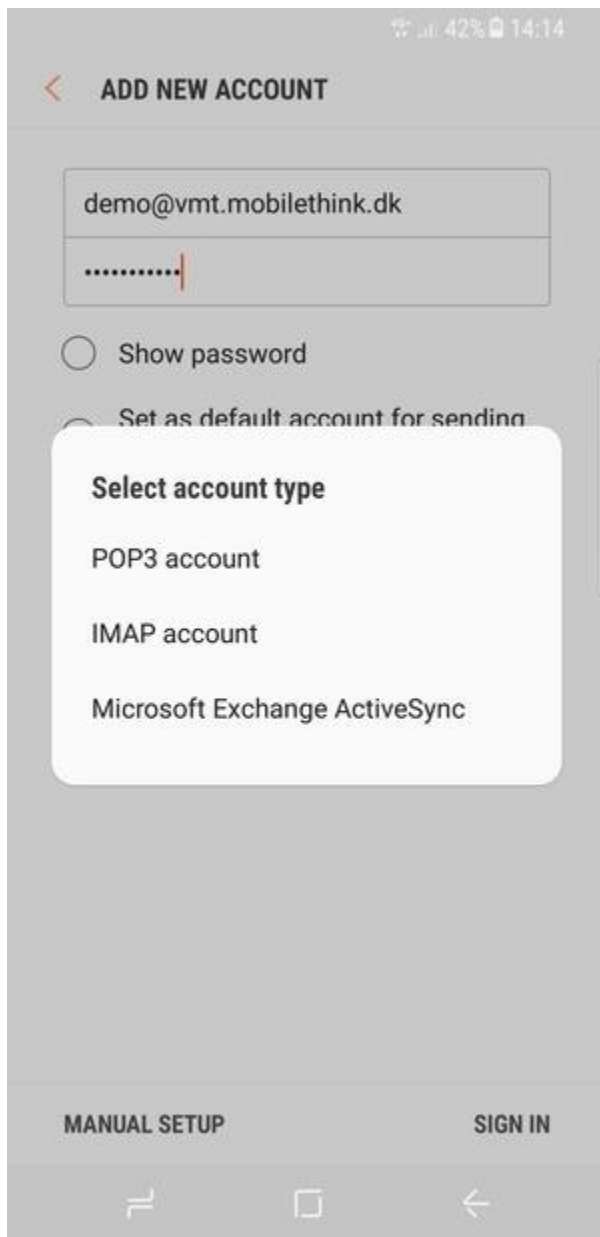 42% 14:14
ADD NEW ACCOUNT
demo@vmt.mobilethink.dk
•••••••••••
Show password
Set as default account for sending
Select account type
POP3 account
IMAP account
Microsoft Exchange ActiveSync
MANUAL SETUP
SIGN IN